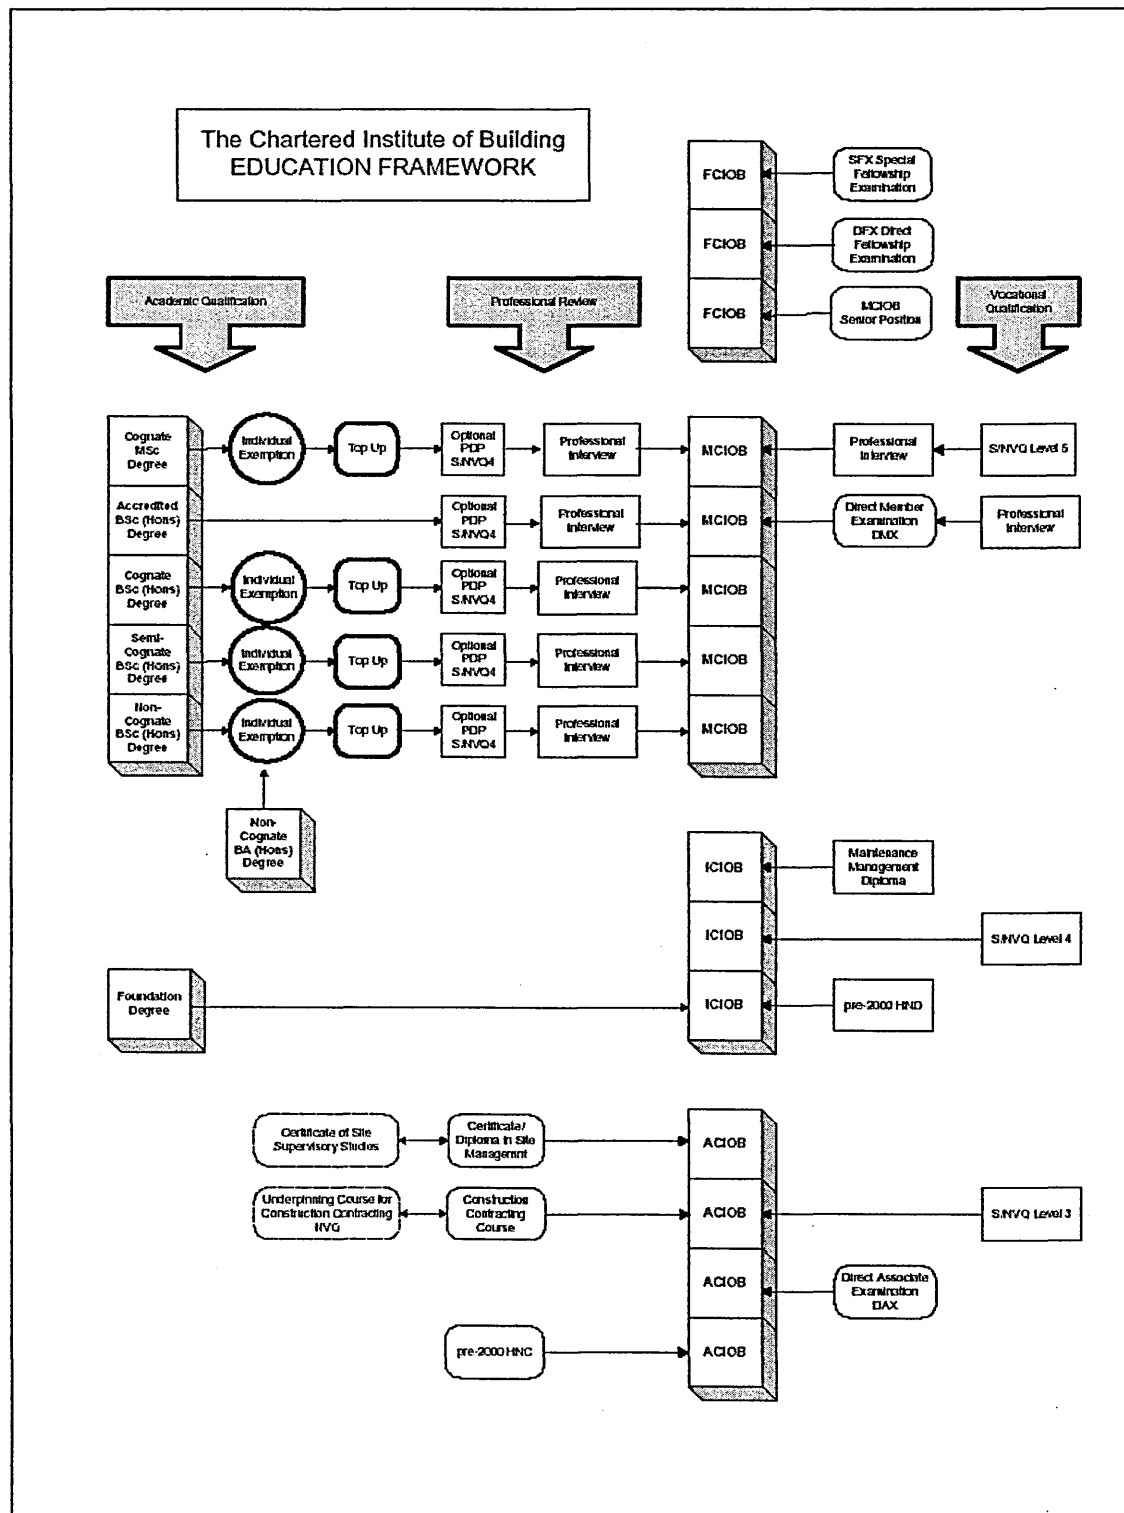 The Chartered Institute of Building
EDUCATION FRAMEWORK
FCIOB
SFX Special
Fellowship
Examination
FCIOB
DFX Direct
Fellowship
Examination
FCIOB
MCIOB
Senior Position
Academic Qualification
Professional Review
Vocational
Qualification
Cognate
MSc
Degree
Individual
Exemption
Top Up
Optional
PDP
S/NVQ4
Professional
Interview
MCIOB
Professional
Interview
S/NVQ Level 5
Accredited
BSc (Hons)
Degree
Optional
PDP
S/NVQ4
Professional
Interview
MCIOB
Direct Member
Examination
DMX
Professional
Interview
Cognate
BSc (Hons)
Degree
Individual
Exemption
Top Up
Optional
PDP
S/NVQ4
Professional
Interview
MCIOB
Semi-
Cognate
BSc (Hons)
Degree
Individual
Exemption
Top Up
Optional
PDP
S/NVQ4
Professional
Interview
MCIOB
Non-
Cognate
BSc (Hons)
Degree
Individual
Exemption
Top Up
Optional
PDP
S/NVQ4
Professional
Interview
MCIOB
Non-
Cognate
BA (Hons)
Degree
ICIOB
Maintenance
Management
Diploma
ICIOB
S/NVQ Level 4
Foundation
Degree
ICIOB
pre-2000 HND
Certificate of Site
Supervisory Studies
Certificate/
Diploma in Site
Managemnt
ACIOB
Underpinning Course for
Construction Contracting
NVQ
Construction
Contracting
Course
ACIOB
S/NVQ Level 3
ACIOB
Direct Associate
Examination
DAX
pre-2000 HNC
ACIOB